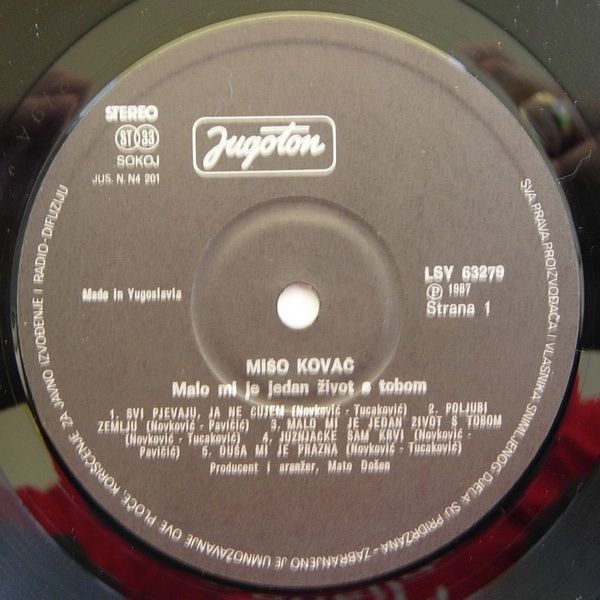 STEREO
ST 33
SOKOJ
JUS. N. N4 201
Jugoton
Made in Yugoslavia
LSY 63279
Ⓟ 1987
Strana 1
MIŠO KOVAČ
Malo mi je jedan život s tobom
1. SVI PJEVAJU, JA NE ČUJEM (Novković - Tucaković) 2. POLJUBI
ZEMLJU (Novković - Pavičić) 3. MALO MI JE JEDAN ŽIVOT S TOBOM
(Novković - Tucaković) 4. JUŽNJAČKE SAM KRVI (Novković -
Pavičić) 5. DUŠA MI JE PRAZNA (Novković - Tucaković)
Producent i aranžer, Mato Došen
SVA PRAVA PROIZVOĐAČA I VLASNIKA SNIMLJENOG DJELA SU PRIDRŽANA - ZABRANJENO JE UMNOŽAVANJE OVE PLOČE, KORIŠĆENJE ZA JAVNO IZVOĐENJE I RADIO-DIFUZIJU